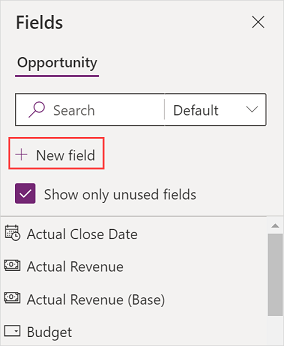 Fields
Opportunity
Search Default
New field
Show only unused fields
Actual Close Date
Actual Revenue
Actual Revenue (Base)
Budget